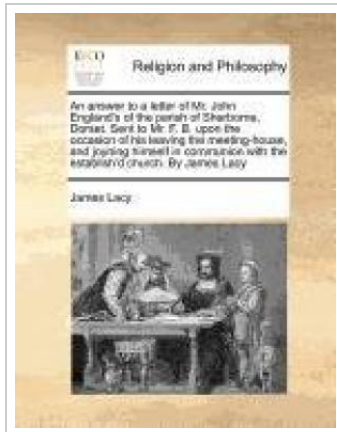 ECCO
Religion and Philosophy
An answer to a letter of Mr. John
England's of the parish of Sherborne,
Dorset. Sent to Mr. F. B. upon the
occasion of his leaving the meeting-house,
and joyning himself in communion with the
establish'd church. By James Lacy
James Lacy